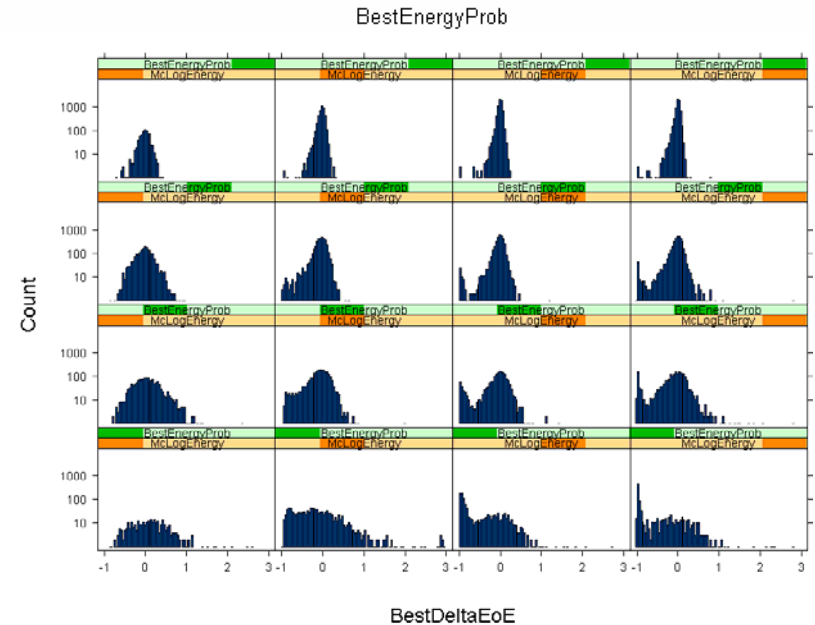 BestEnergyProb
BestEnergyProb BestEnergyProb BestEnergyProb BestEnergyProb
McLogEnergy McLogEnergy McLogEnergy McLogEnergy
1000
100
10
BestEnergyProb BestEnergyProb BestEnergyProb BestEnergyProb
McLogEnergy McLogEnergy McLogEnergy McLogEnergy
1000
100
10
BestEnergyProb BestEnergyProb BestEnergyProb BestEnergyProb
McLogEnergy McLogEnergy McLogEnergy McLogEnergy
1000
100
10
BestEnergyProb BestEnergyProb BestEnergyProb BestEnergyProb
McLogEnergy McLogEnergy McLogEnergy McLogEnergy
1000
100
10
Count
-1 0 1 2 3 -1 0 1 2 3 -1 0 1 2 3 -1 0 1 2 3
BestDeltaEoE